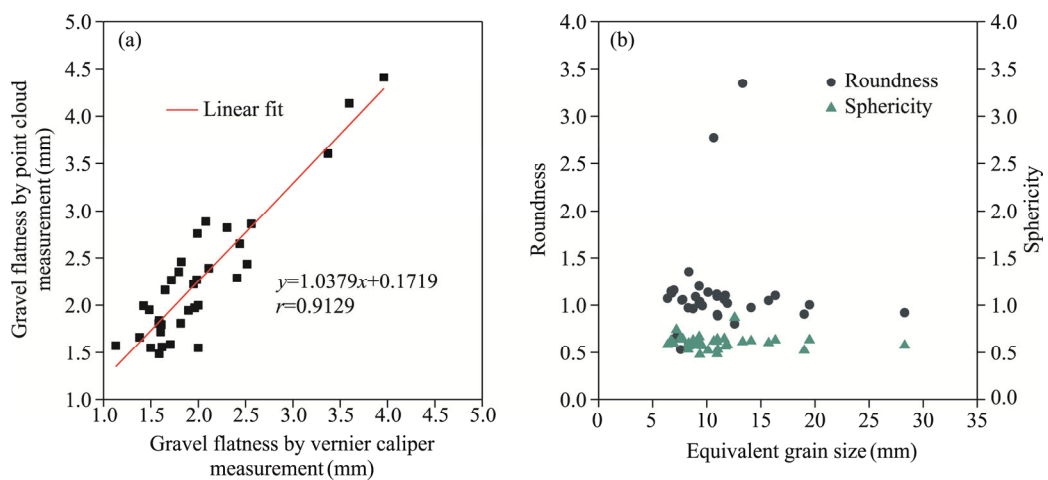 (a)
5.0
4.5
4.0
3.5
3.0
2.5
2.0
1.5
1.0
Gravel flatness by point cloud
measurement (mm)
Linear fit
y=1.0379x+0.1719
r=0.9129
1.0 1.5 2.0 2.5 3.0 3.5 4.0 4.5 5.0
Gravel flatness by vernier caliper
measurement (mm)
(b)
4.0
3.5
3.0
2.5
2.0
1.5
1.0
0.5
0.0
Roundness
Roundness
Sphericity
4.0
3.5
3.0
2.5
2.0
1.5
1.0
0.5
0.0
Sphericity
0 5 10 15 20 25 30 35
Equivalent grain size (mm)